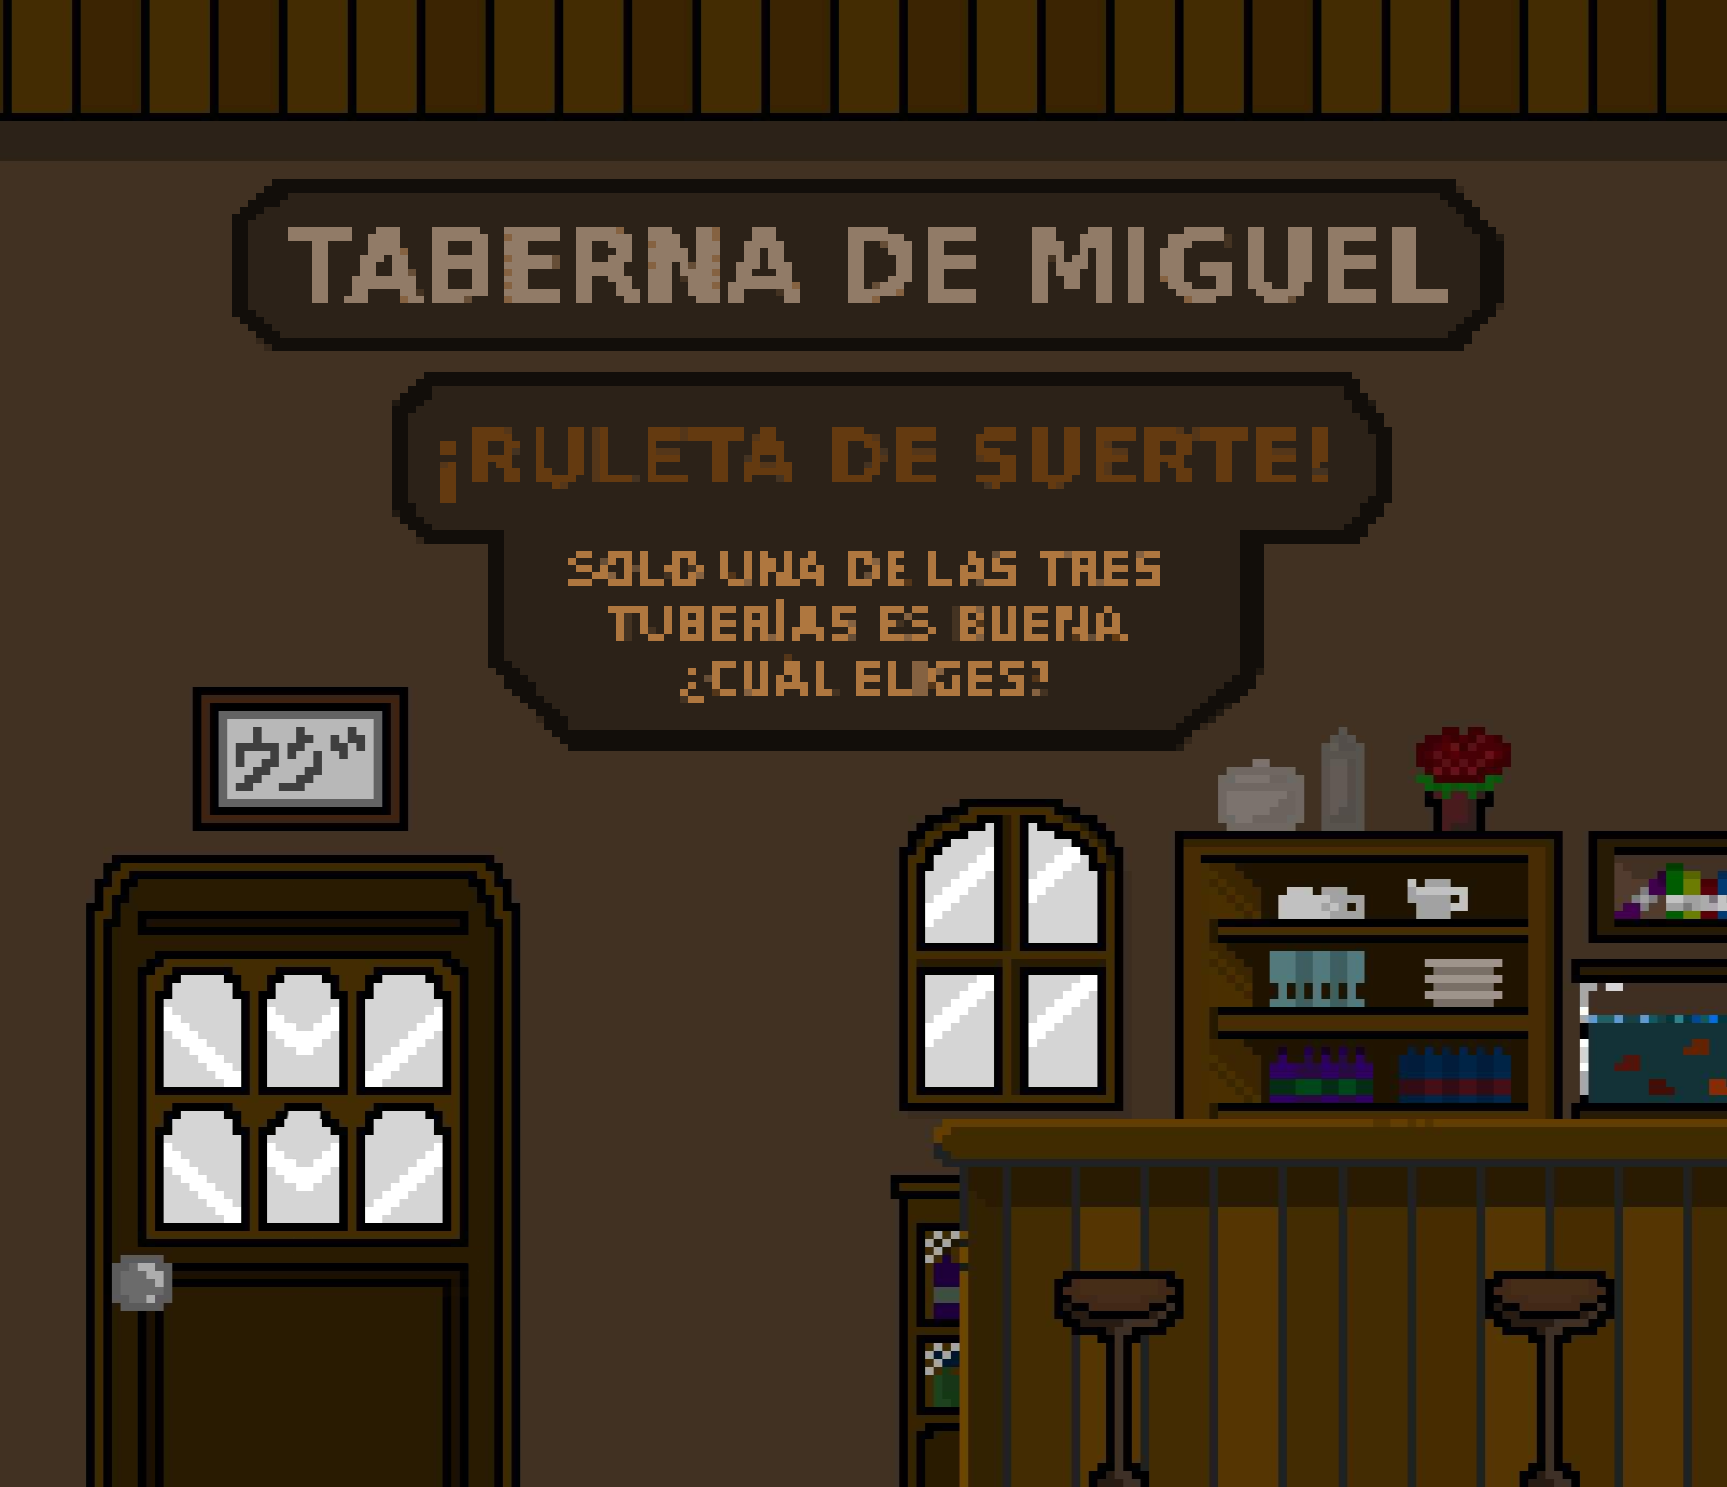 TABERNA DE MIGUEL
¡RULETA DE SUERTE!
SOLO UNA DE LAS TRES
TUBERÍAS ES BUENA
¿CUÁL ELIGES?